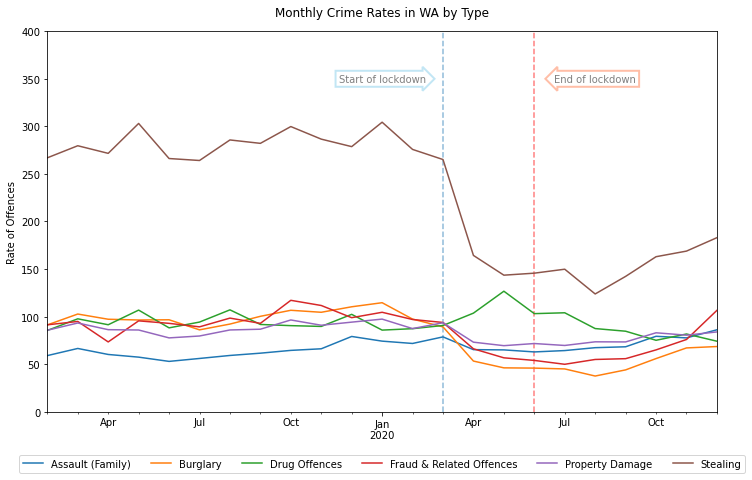 Monthly Crime Rates in WA by Type
400
350
300
250
200
150
100
50
0
Rate of Offences
Start of lockdown
End of lockdown
Apr
Jul
Oct
Jan
2020
Apr
Jul
Oct
Assault (Family)
Burglary
Drug Offences
Fraud & Related Offences
Property Damage
Stealing